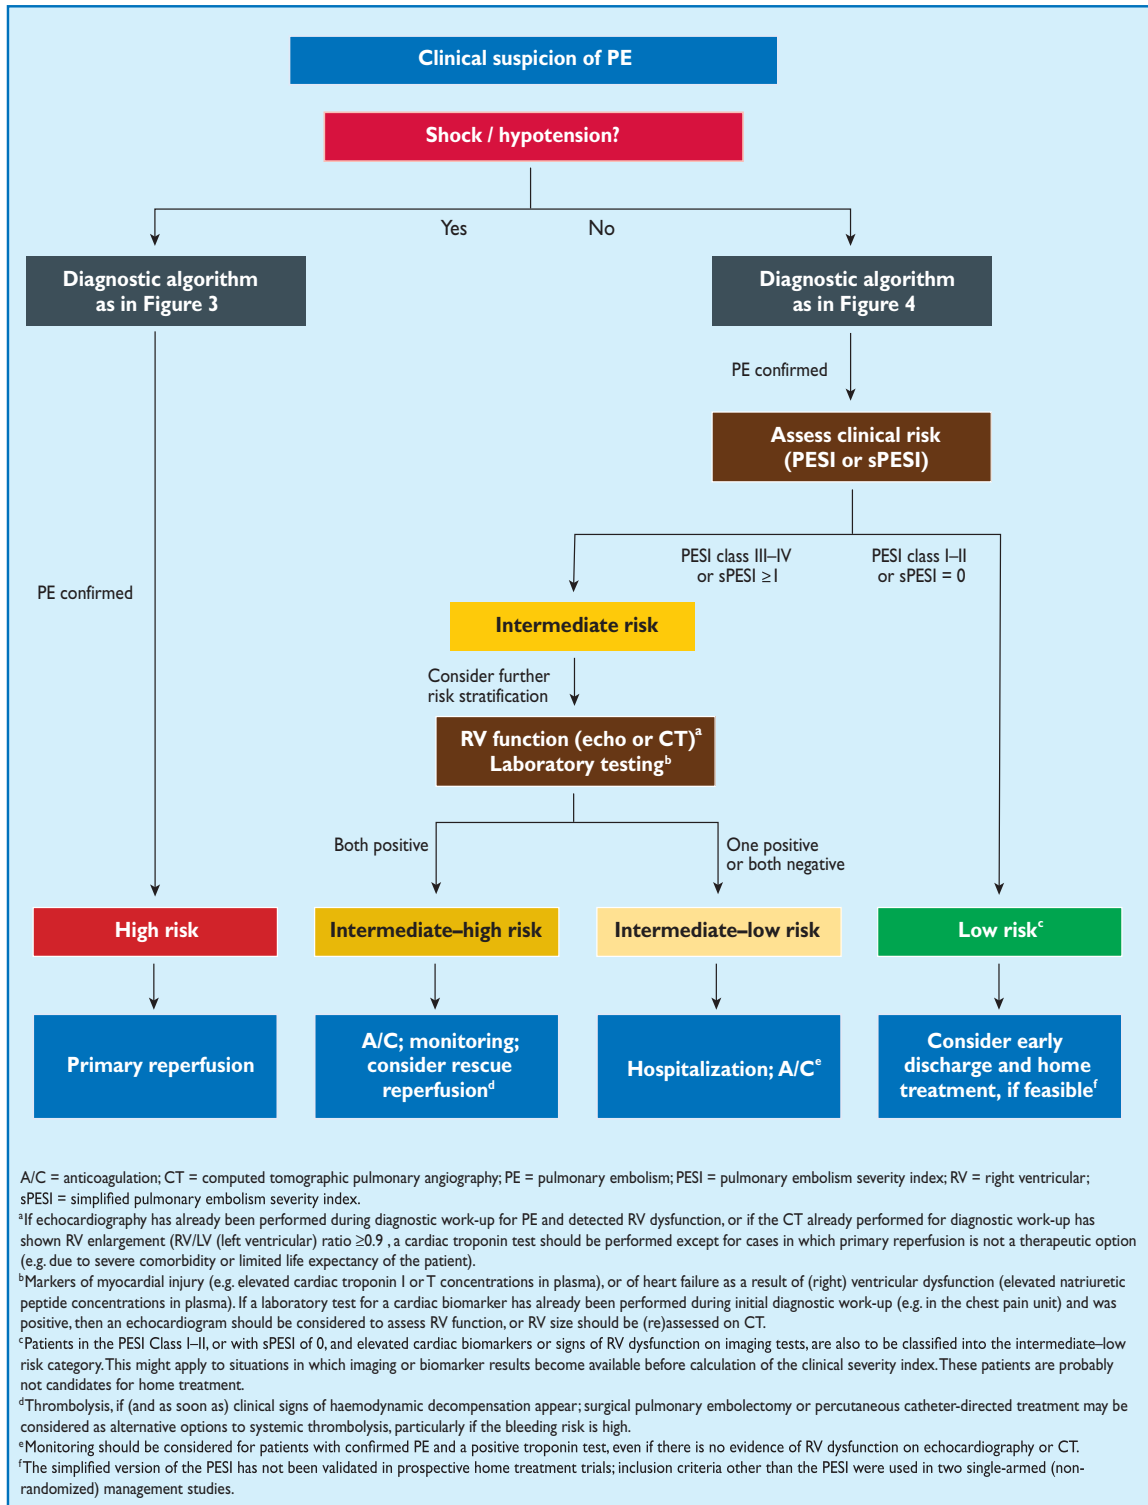 Clinical suspicion of PE
Shock / hypotension?
Yes
No
Diagnostic algorithm
as in Figure 3
Diagnostic algorithm
as in Figure 4
PE confirmed
Assess clinical risk
(PESI or sPESI)
PESI class III–IV
or sPESI ≥1
PESI class I–II
or sPESI = 0
PE confirmed
Intermediate risk
Consider further
risk stratification
RV function (echo or CT)a
Laboratory testingb
Both positive
One positive
or both negative
High risk
Intermediate–high risk
Intermediate–low risk
Low riskc
Primary reperfusion
A/C; monitoring;
consider rescue
reperfusiond
Hospitalization; A/Ce
Consider early
discharge and home
treatment, if feasiblef
A/C = anticoagulation; CT = computed tomographic pulmonary angiography; PE = pulmonary embolism; PESI = pulmonary embolism severity index; RV = right ventricular;
sPESI = simplified pulmonary embolism severity index.
aIf echocardiography has already been performed during diagnostic work-up for PE and detected RV dysfunction, or if the CT already performed for diagnostic work-up has
shown RV enlargement (RV/LV (left ventricular) ratio ≥0.9 , a cardiac troponin test should be performed except for cases in which primary reperfusion is not a therapeutic option
(e.g. due to severe comorbidity or limited life expectancy of the patient).
bMarkers of myocardial injury (e.g. elevated cardiac troponin I or T concentrations in plasma), or of heart failure as a result of (right) ventricular dysfunction (elevated natriuretic
peptide concentrations in plasma). If a laboratory test for a cardiac biomarker has already been performed during initial diagnostic work-up (e.g. in the chest pain unit) and was
positive, then an echocardiogram should be considered to assess RV function, or RV size should be (re)assessed on CT.
cPatients in the PESI Class I–II, or with sPESI of 0, and elevated cardiac biomarkers or signs of RV dysfunction on imaging tests, are also to be classified into the intermediate–low
risk category. This might apply to situations in which imaging or biomarker results become available before calculation of the clinical severity index. These patients are probably
not candidates for home treatment.
dThrombolysis, if (and as soon as) clinical signs of haemodynamic decompensation appear; surgical pulmonary embolectomy or percutaneous catheter-directed treatment may be
considered as alternative options to systemic thrombolysis, particularly if the bleeding risk is high.
eMonitoring should be considered for patients with confirmed PE and a positive troponin test, even if there is no evidence of RV dysfunction on echocardiography or CT.
fThe simplified version of the PESI has not been validated in prospective home treatment trials; inclusion criteria other than the PESI were used in two single-armed (non-
randomized) management studies.